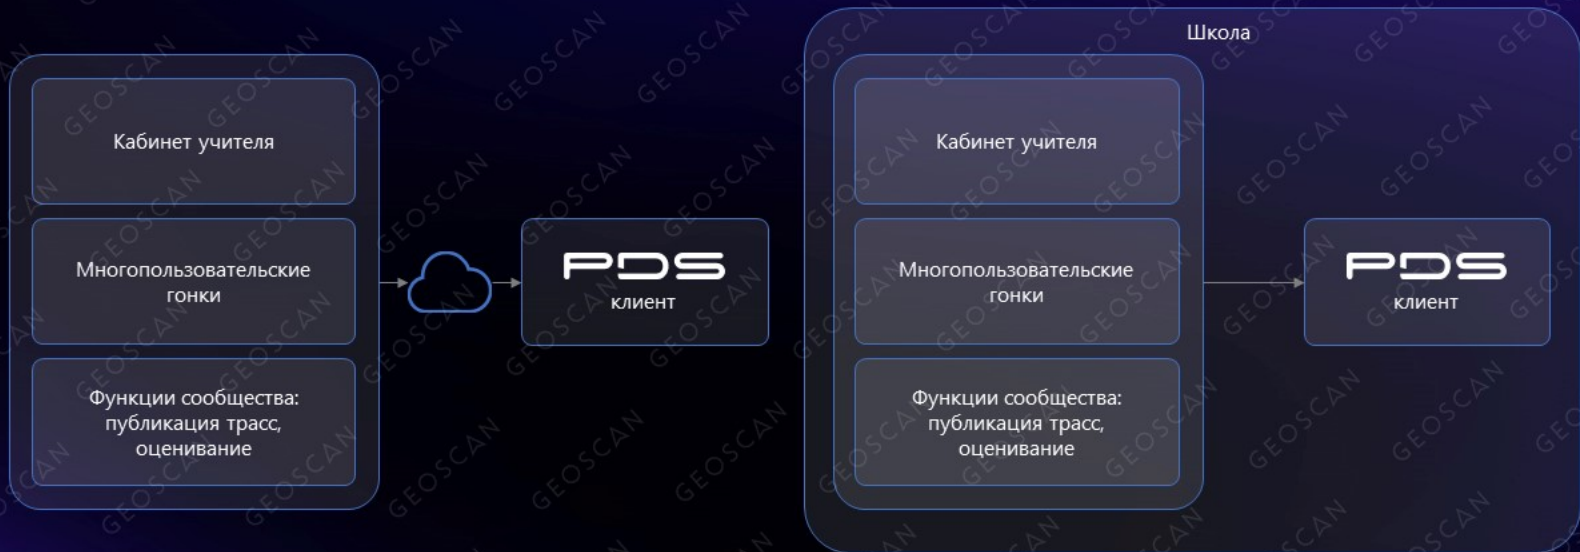 Кабинет учителя
Многопользовательские
гонки
Функции сообщества:
публикация трасс,
оценивание
PDS
клиент
Школа
Кабинет учителя
Многопользовательские
гонки
Функции сообщества:
публикация трасс,
оценивание
PDS
клиент
GEOSCAN